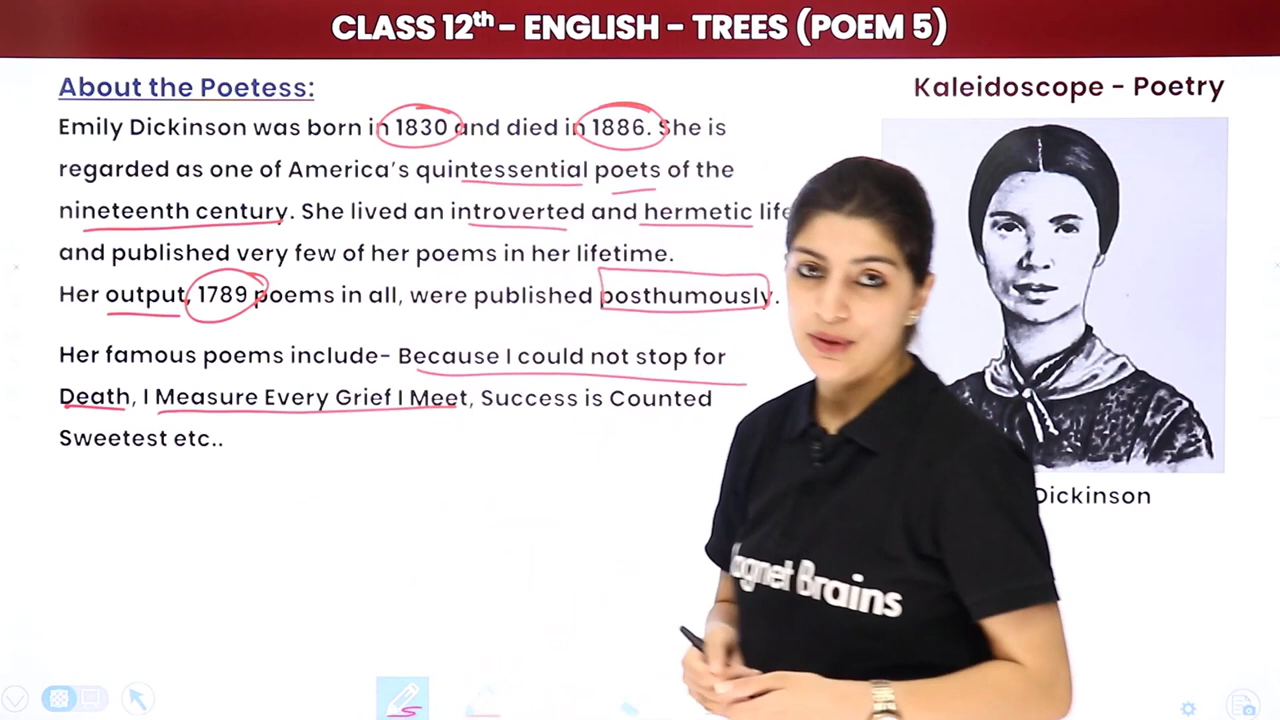 CLASS 12th - ENGLISH - TREES (POEM 5)
About the Poetess:
Kaleidoscope - Poetry
Emily Dickinson was born in 1830 and died in 1886. She is
regarded as one of America's quintessential poets of the
nineteenth century. She lived an introverted and hermetic life
and published very few of her poems in her lifetime.
Her output, 1789 poems in all, were published posthumously.
Her famous poems include- Because I could not stop for
Death, I Measure Every Grief I Meet, Success is Counted
Sweetest etc..
Dickinson
Magnet Brains